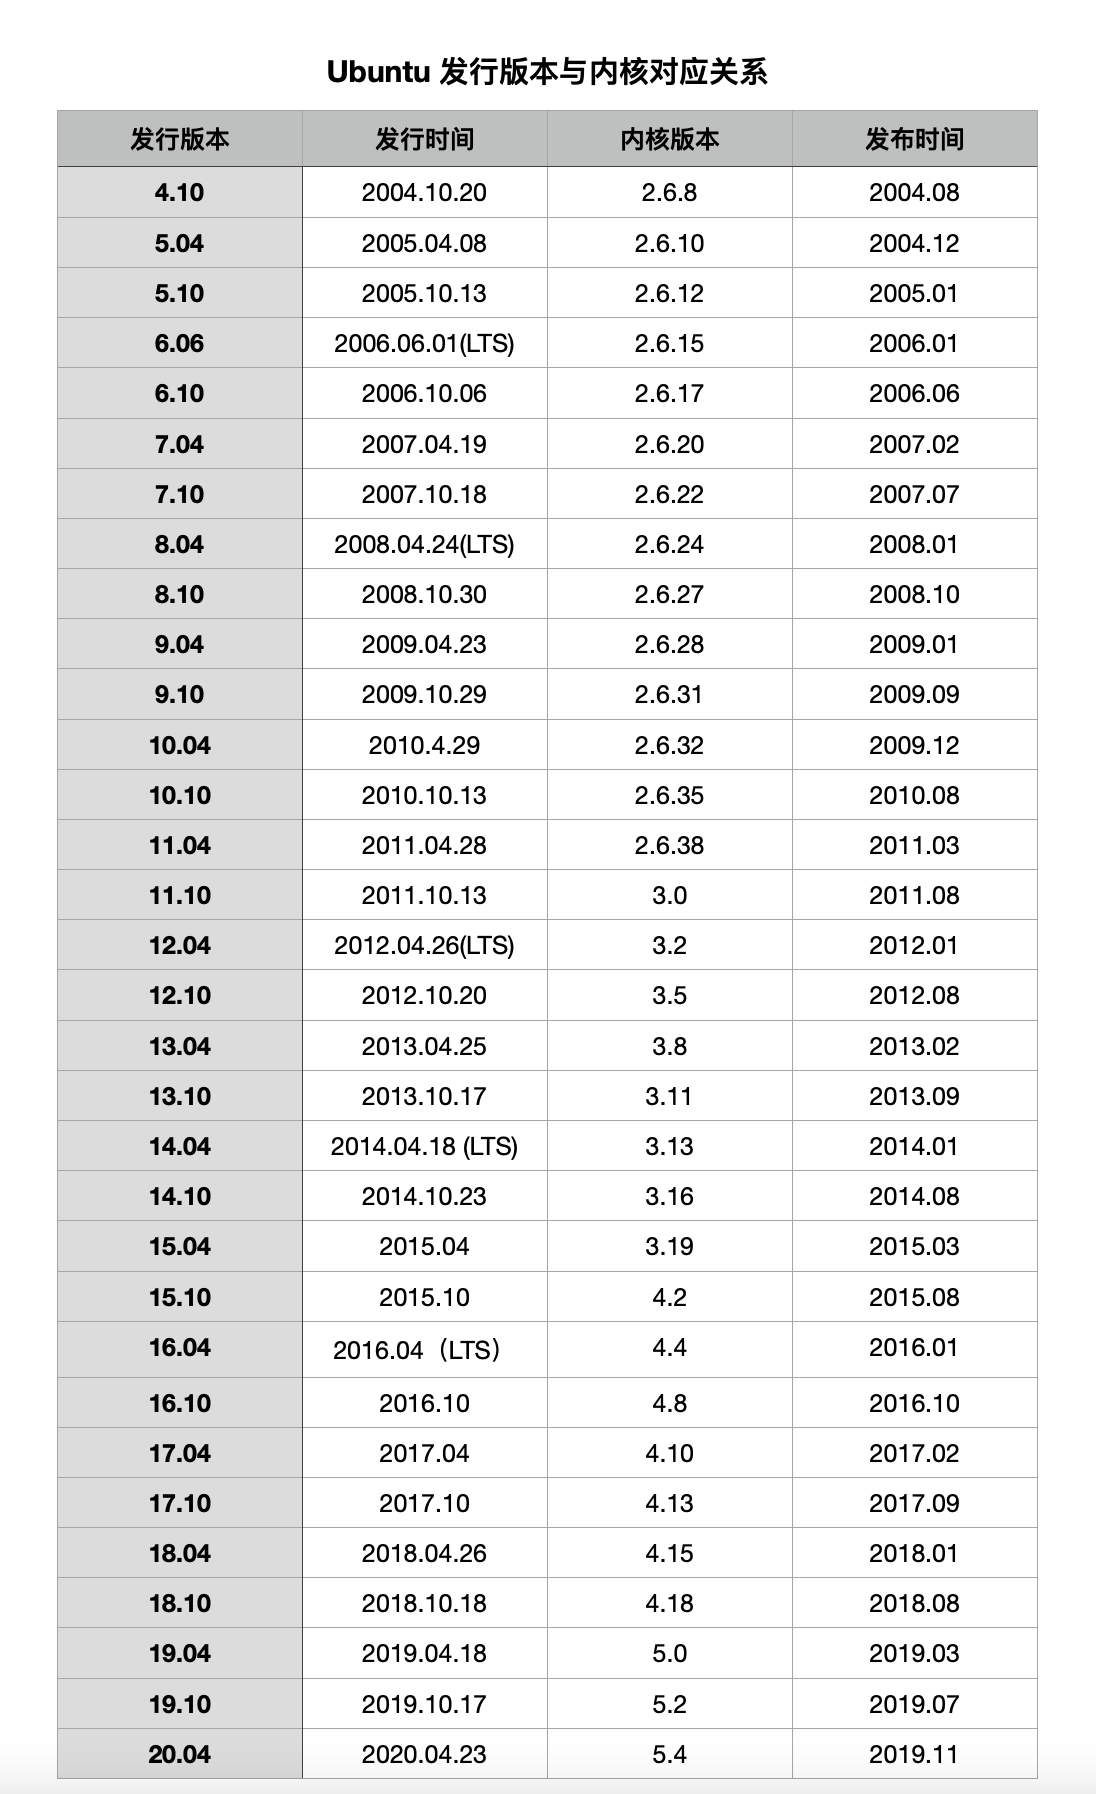 Ubuntu 发行版本与内核对应关系
发行版本 发行时间 内核版本 发布时间
4.10 2004.10.20 2.6.8 2004.08
5.04 2005.04.08 2.6.10 2004.12
5.10 2005.10.13 2.6.12 2005.01
6.06 2006.06.01(LTS) 2.6.15 2006.01
6.10 2006.10.06 2.6.17 2006.06
7.04 2007.04.19 2.6.20 2007.02
7.10 2007.10.18 2.6.22 2007.07
8.04 2008.04.24(LTS) 2.6.24 2008.01
8.10 2008.10.30 2.6.27 2008.10
9.04 2009.04.23 2.6.28 2009.01
9.10 2009.10.29 2.6.31 2009.09
10.04 2010.4.29 2.6.32 2009.12
10.10 2010.10.13 2.6.35 2010.08
11.04 2011.04.28 2.6.38 2011.03
11.10 2011.10.13 3.0 2011.08
12.04 2012.04.26(LTS) 3.2 2012.01
12.10 2012.10.20 3.5 2012.08
13.04 2013.04.25 3.8 2013.02
13.10 2013.10.17 3.11 2013.09
14.04 2014.04.18 (LTS) 3.13 2014.01
14.10 2014.10.23 3.16 2014.08
15.04 2015.04 3.19 2015.03
15.10 2015.10 4.2 2015.08
16.04 2016.04（LTS） 4.4 2016.01
16.10 2016.10 4.8 2016.10
17.04 2017.04 4.10 2017.02
17.10 2017.10 4.13 2017.09
18.04 2018.04.26 4.15 2018.01
18.10 2018.10.18 4.18 2018.08
19.04 2019.04.18 5.0 2019.03
19.10 2019.10.17 5.2 2019.07
20.04 2020.04.23 5.4 2019.11